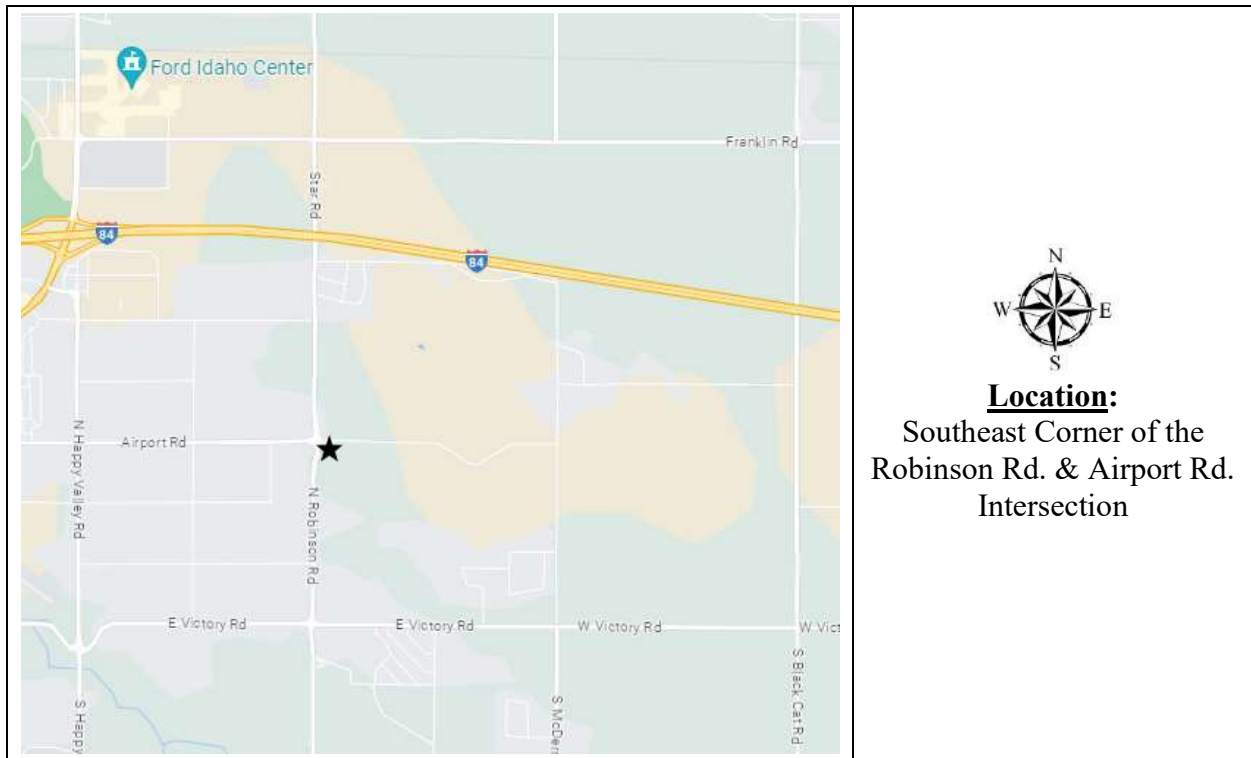 Ford Idaho Center
Franklin Rd
Star Rd
84
84
N Happy Valley Rd
Airport Rd
N Robinson Rd
E Victory Rd
E Victory Rd
W Victory Rd
W Vict
S Black Cat Rd
S Happy
S McDer
N
W
E
S
Location:
Southeast Corner of the
Robinson Rd. & Airport Rd.
Intersection